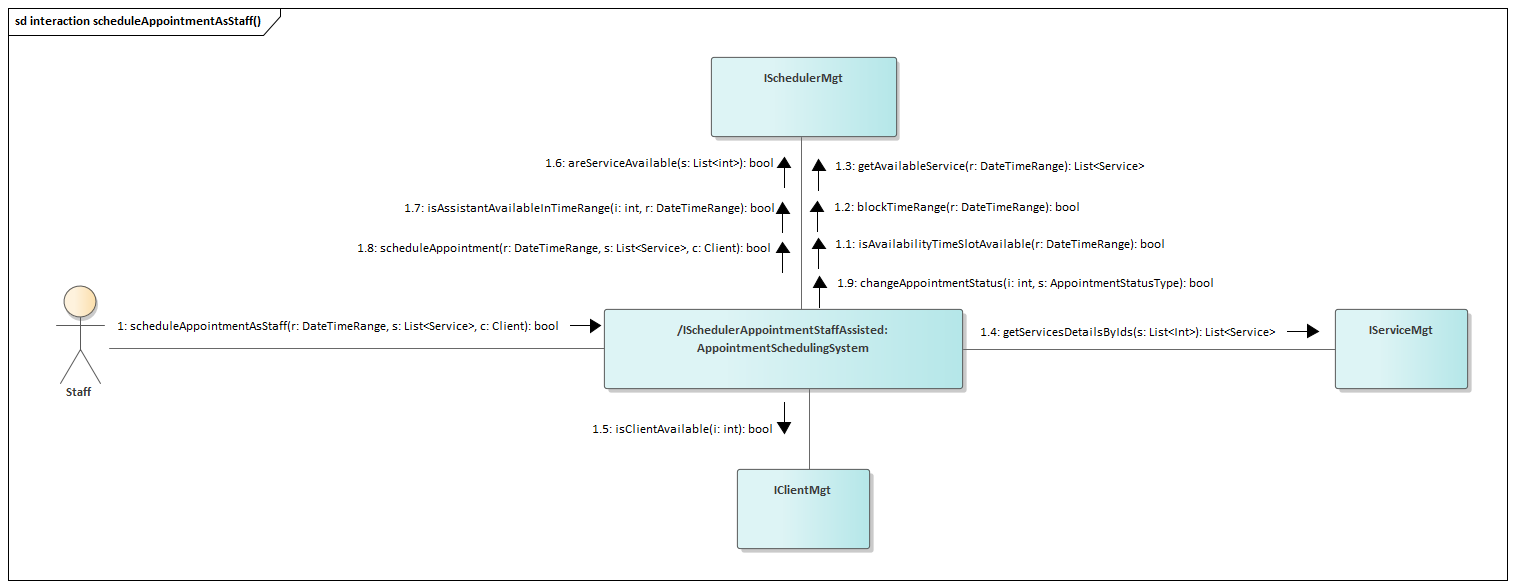 sd interaction scheduleAppointmentAsStaff()
ISchedulerMgt
1.6: areServiceAvailable(s: List<int>): bool
1.3: getAvailableService(r: DateTimeRange): List<Service>
1.7: isAssistantAvailableInTimeRange(i: int, r: DateTimeRange): bool
1.2: blockTimeRange(r: DateTimeRange): bool
1.8: scheduleAppointment(r: DateTimeRange, s: List<Service>, c: Client): bool
1.1: isAvailabilityTimeSlotAvailable(r: DateTimeRange): bool
1.9: changeAppointmentStatus(i: int, s: AppointmentStatusType): bool
1: scheduleAppointmentAsStaff(r: DateTimeRange, s: List<Service>, c: Client): bool
/ISchedulerAppointmentStaffAssisted:
AppointmentSchedulingSystem
1.4: getServicesDetailsByIds(s: List<Int>): List<Service>
IServiceMgt
Staff
1.5: isClientAvailable(i: int): bool
IClientMgt